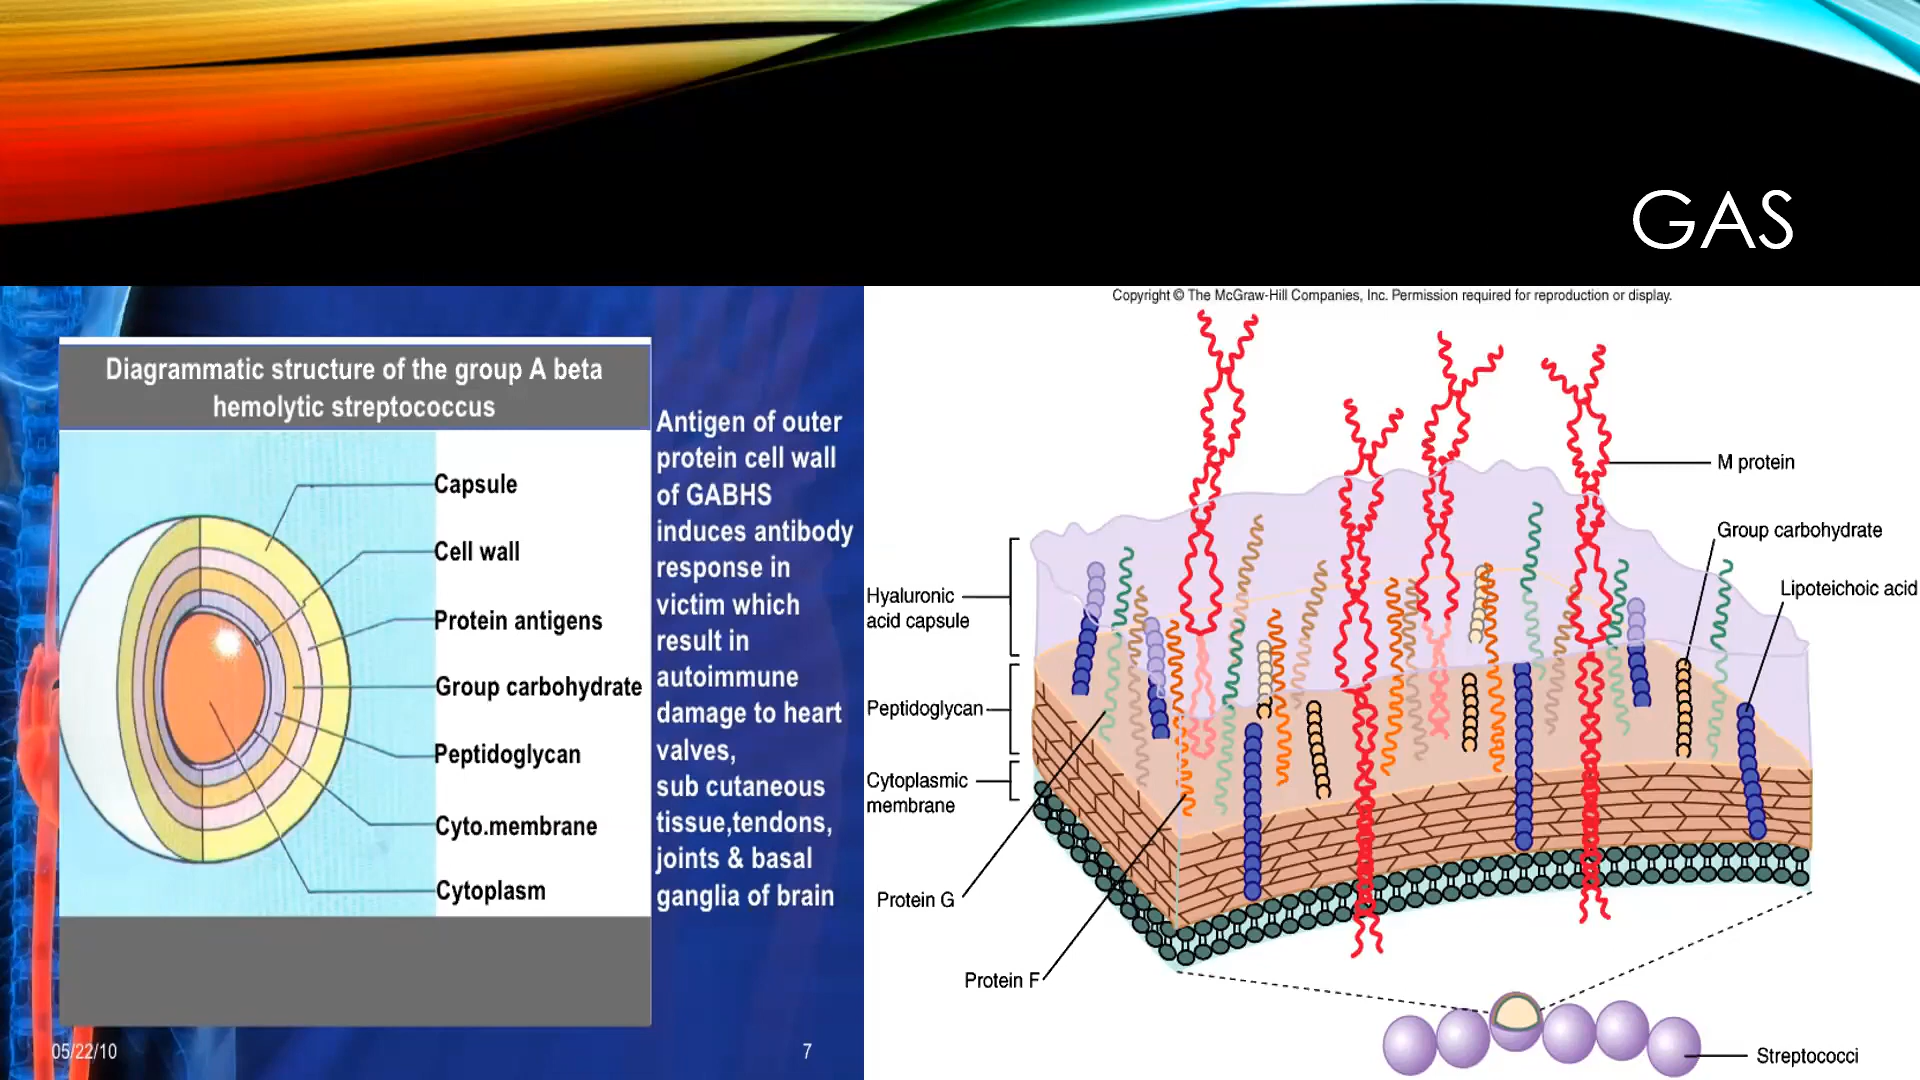 GAS
Diagrammatic structure of the group A beta
hemolytic streptococcus
Capsule
Cell wall
Protein antigens
Group carbohydrate
Peptidoglycan
Cyto.membrane
Cytoplasm
Antigen of outer
protein cell wall
of GABHS
induces antibody
response in
victim which
result in
autoimmune
damage to heart
valves,
sub cutaneous
tissue,tendons,
joints & basal
ganglia of brain
05/22/10
7
Copyright © The McGraw-Hill Companies, Inc. Permission required for reproduction or display.
M protein
Group carbohydrate
Lipoteichoic acid
Hyaluronic
acid capsule
Peptidoglycan
Cytoplasmic
membrane
Protein G
Protein F
Streptococci